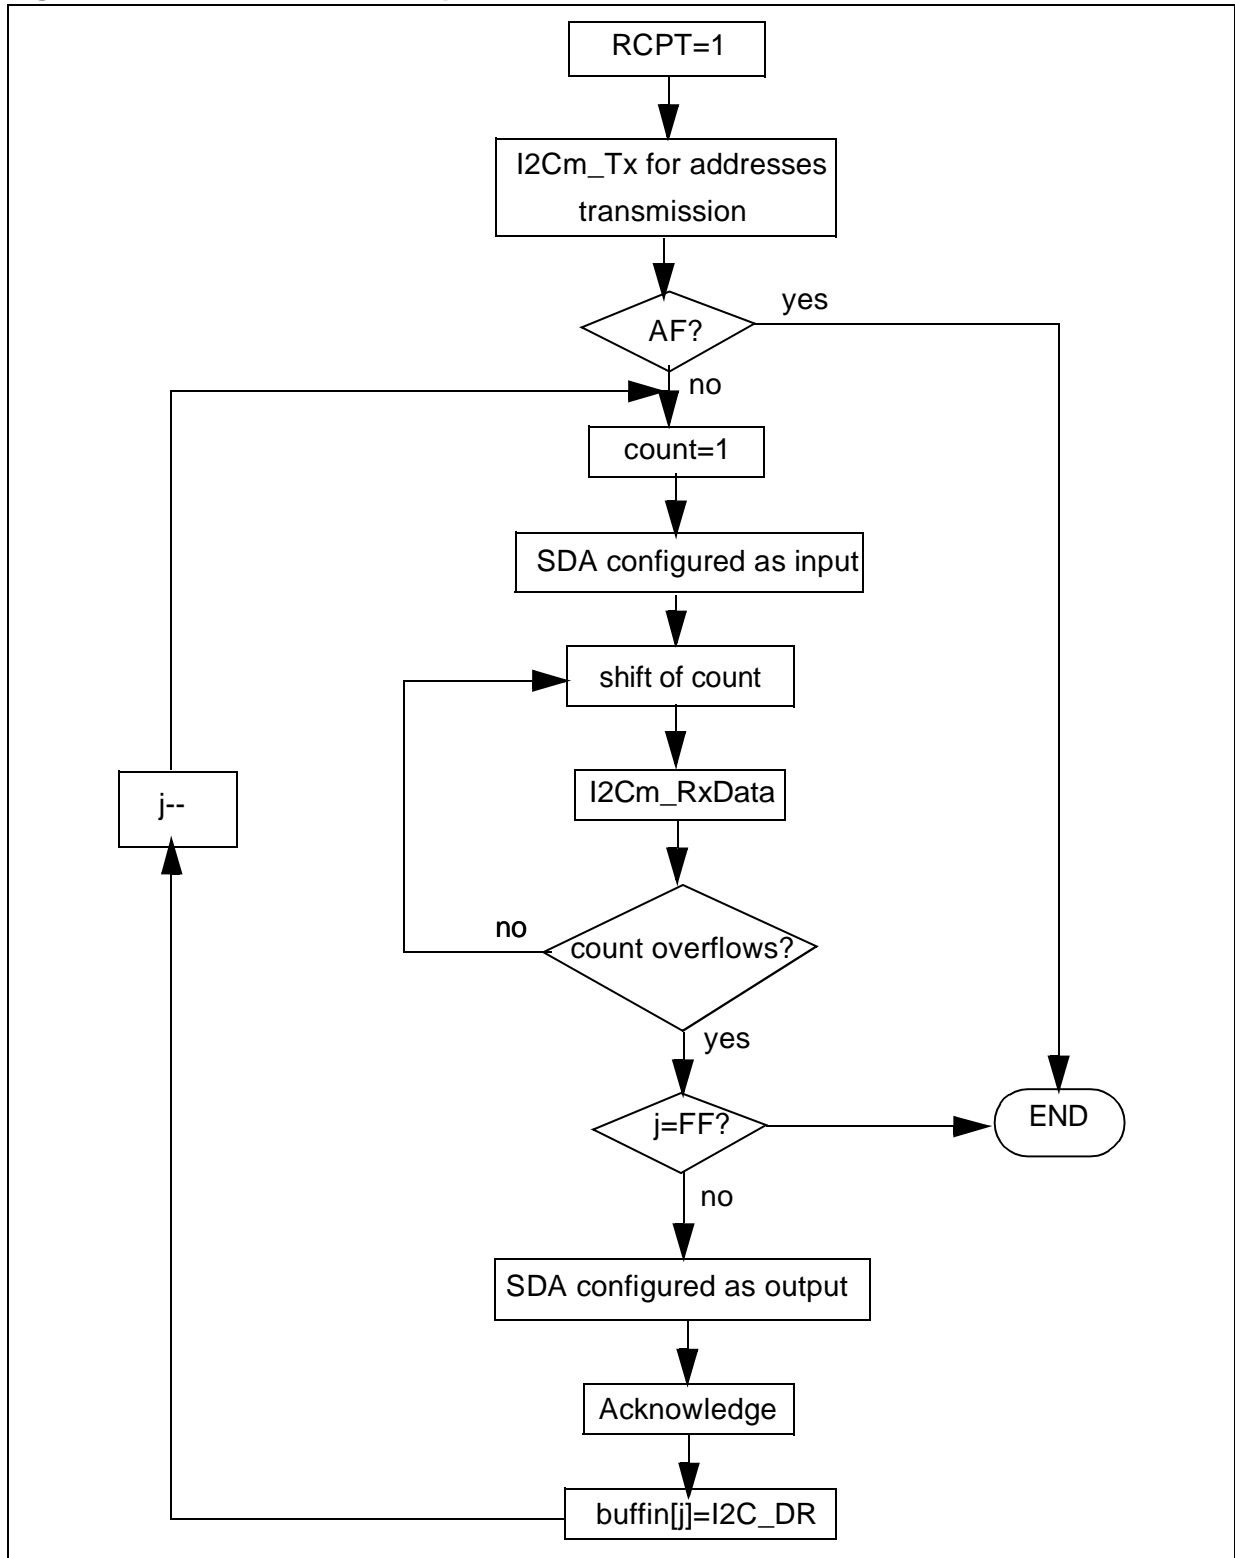 RCPT=1
I2Cm_Tx for addresses
transmission
yes
AF?
no
count=1
SDA configured as input
shift of count
I2Cm_RxData
j--
no
count overflows?
yes
j=FF?
END
no
SDA configured as output
Acknowledge
buffin[j]=I2C_DR